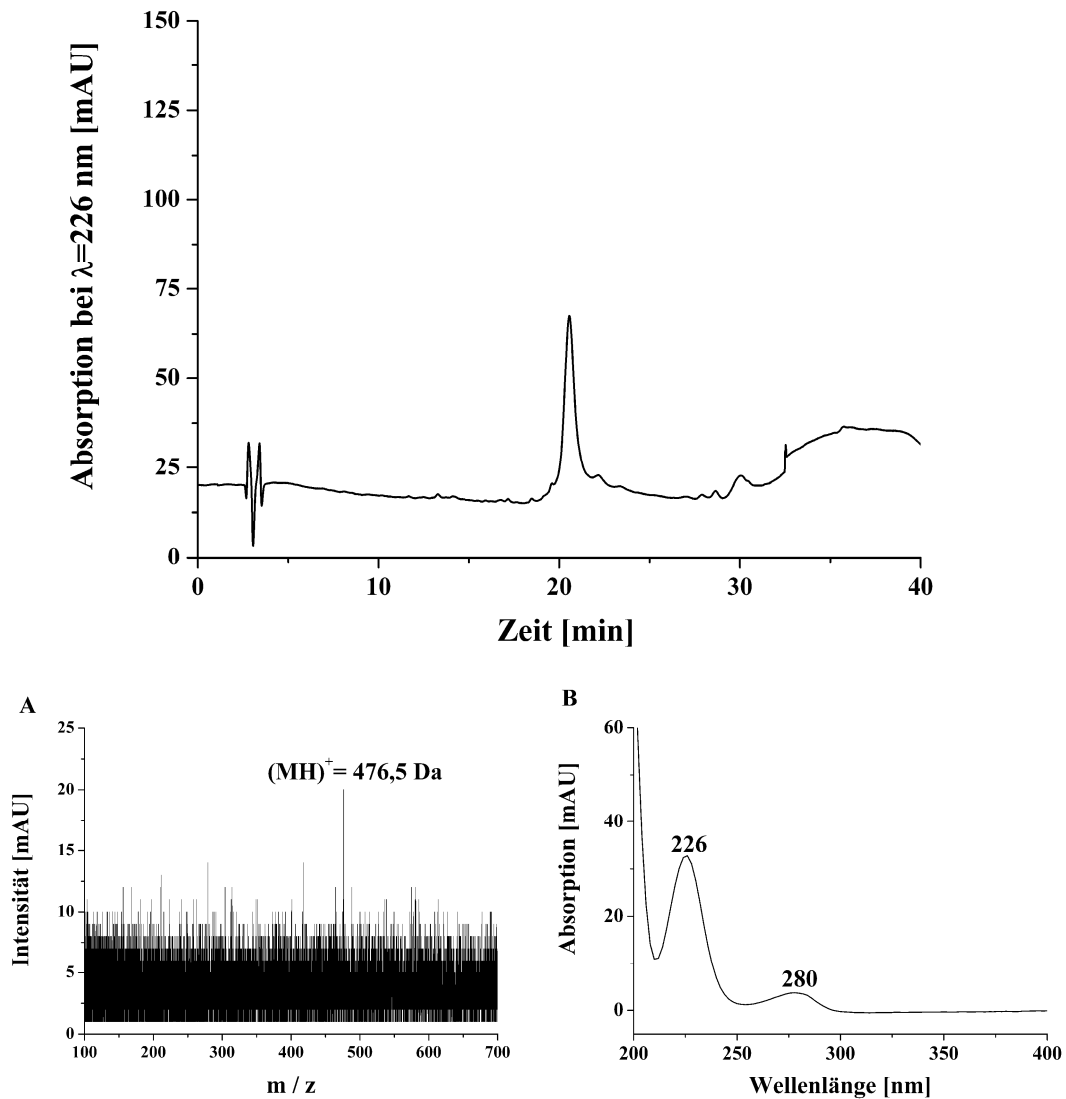 150
125
100
75
50
25
0
Absorption bei λ=226 nm [mAU]
0 10 20 30 40
Zeit [min]
A
25
20
15
10
5
0
Intensität [mAU]
(MH)+= 476,5 Da
100 200 300 400 500 600 700
m / z
B
60
40
20
0
Absorption [mAU]
226
280
200 250 300 350 400
Wellenlänge [nm]